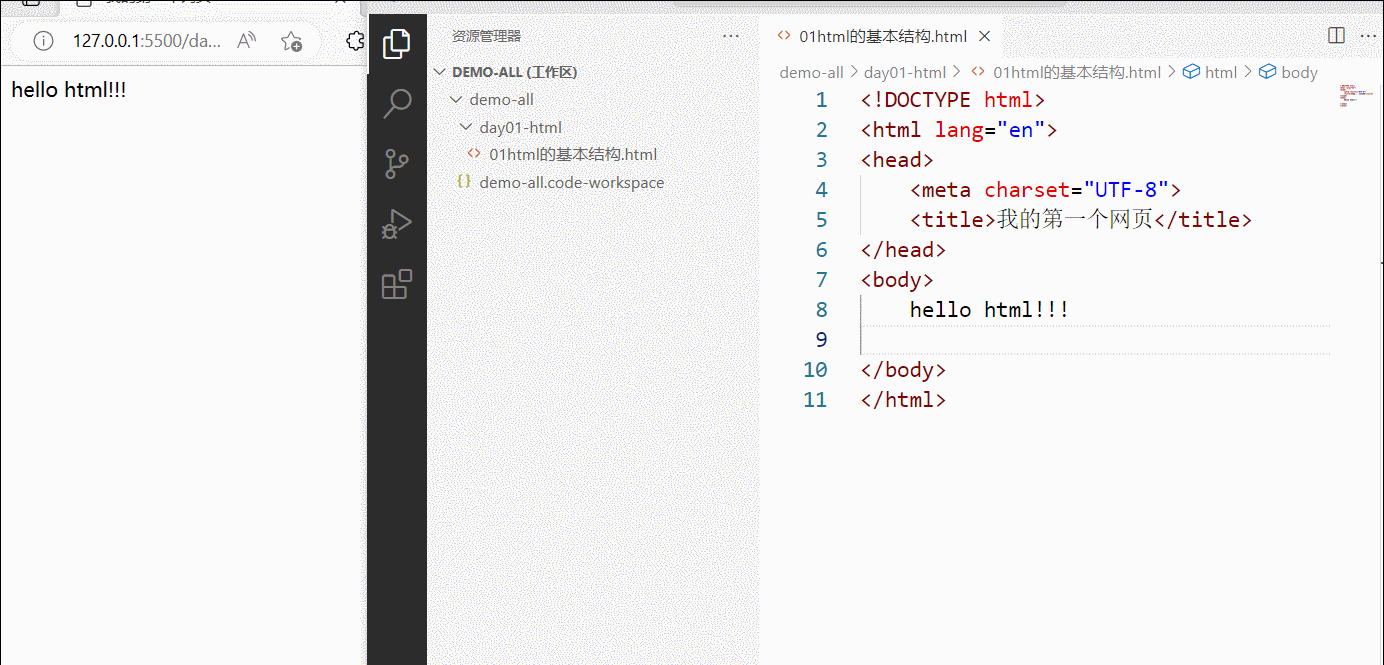 127.0.0.1:5500/da...
hello html!!!
资源管理器
DEMO-ALL (工作区)
demo-all
day01-html
01html的基本结构.html
demo-all.code-workspace
01html的基本结构.html
demo-all > day01-html > 01html的基本结构.html > html > body
1 <!DOCTYPE html>
2 <html lang="en">
3 <head>
4 <meta charset="UTF-8">
5 <title>我的第一个网页</title>
6 </head>
7 <body>
8 hello html!!!
9
10 </body>
11 </html>